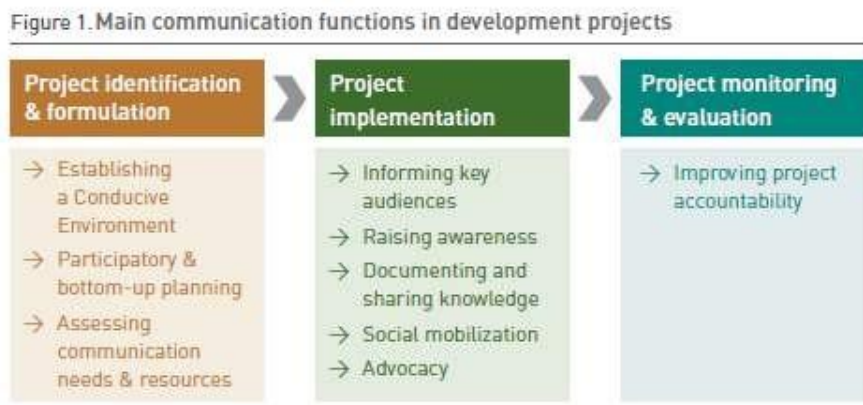 Figure 1. Main communication functions in development projects
Project identification
& formulation
→ Establishing
a Conducive
Environment
→ Participatory &
bottom-up planning
→ Assessing
communication
needs & resources
Project
implementation
→ Informing key
audiences
→ Raising awareness
→ Documenting and
sharing knowledge
→ Social mobilization
→ Advocacy
Project monitoring
& evaluation
→ Improving project
accountability